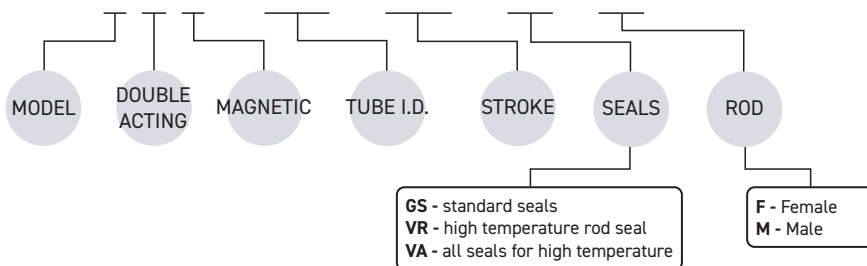 MODEL
DOUBLE
ACTING
MAGNETIC
TUBE I.D.
STROKE
SEALS
ROD
GS - standard seals
VR - high temperature rod seal
VA - all seals for high temperature
F - Female
M - Male